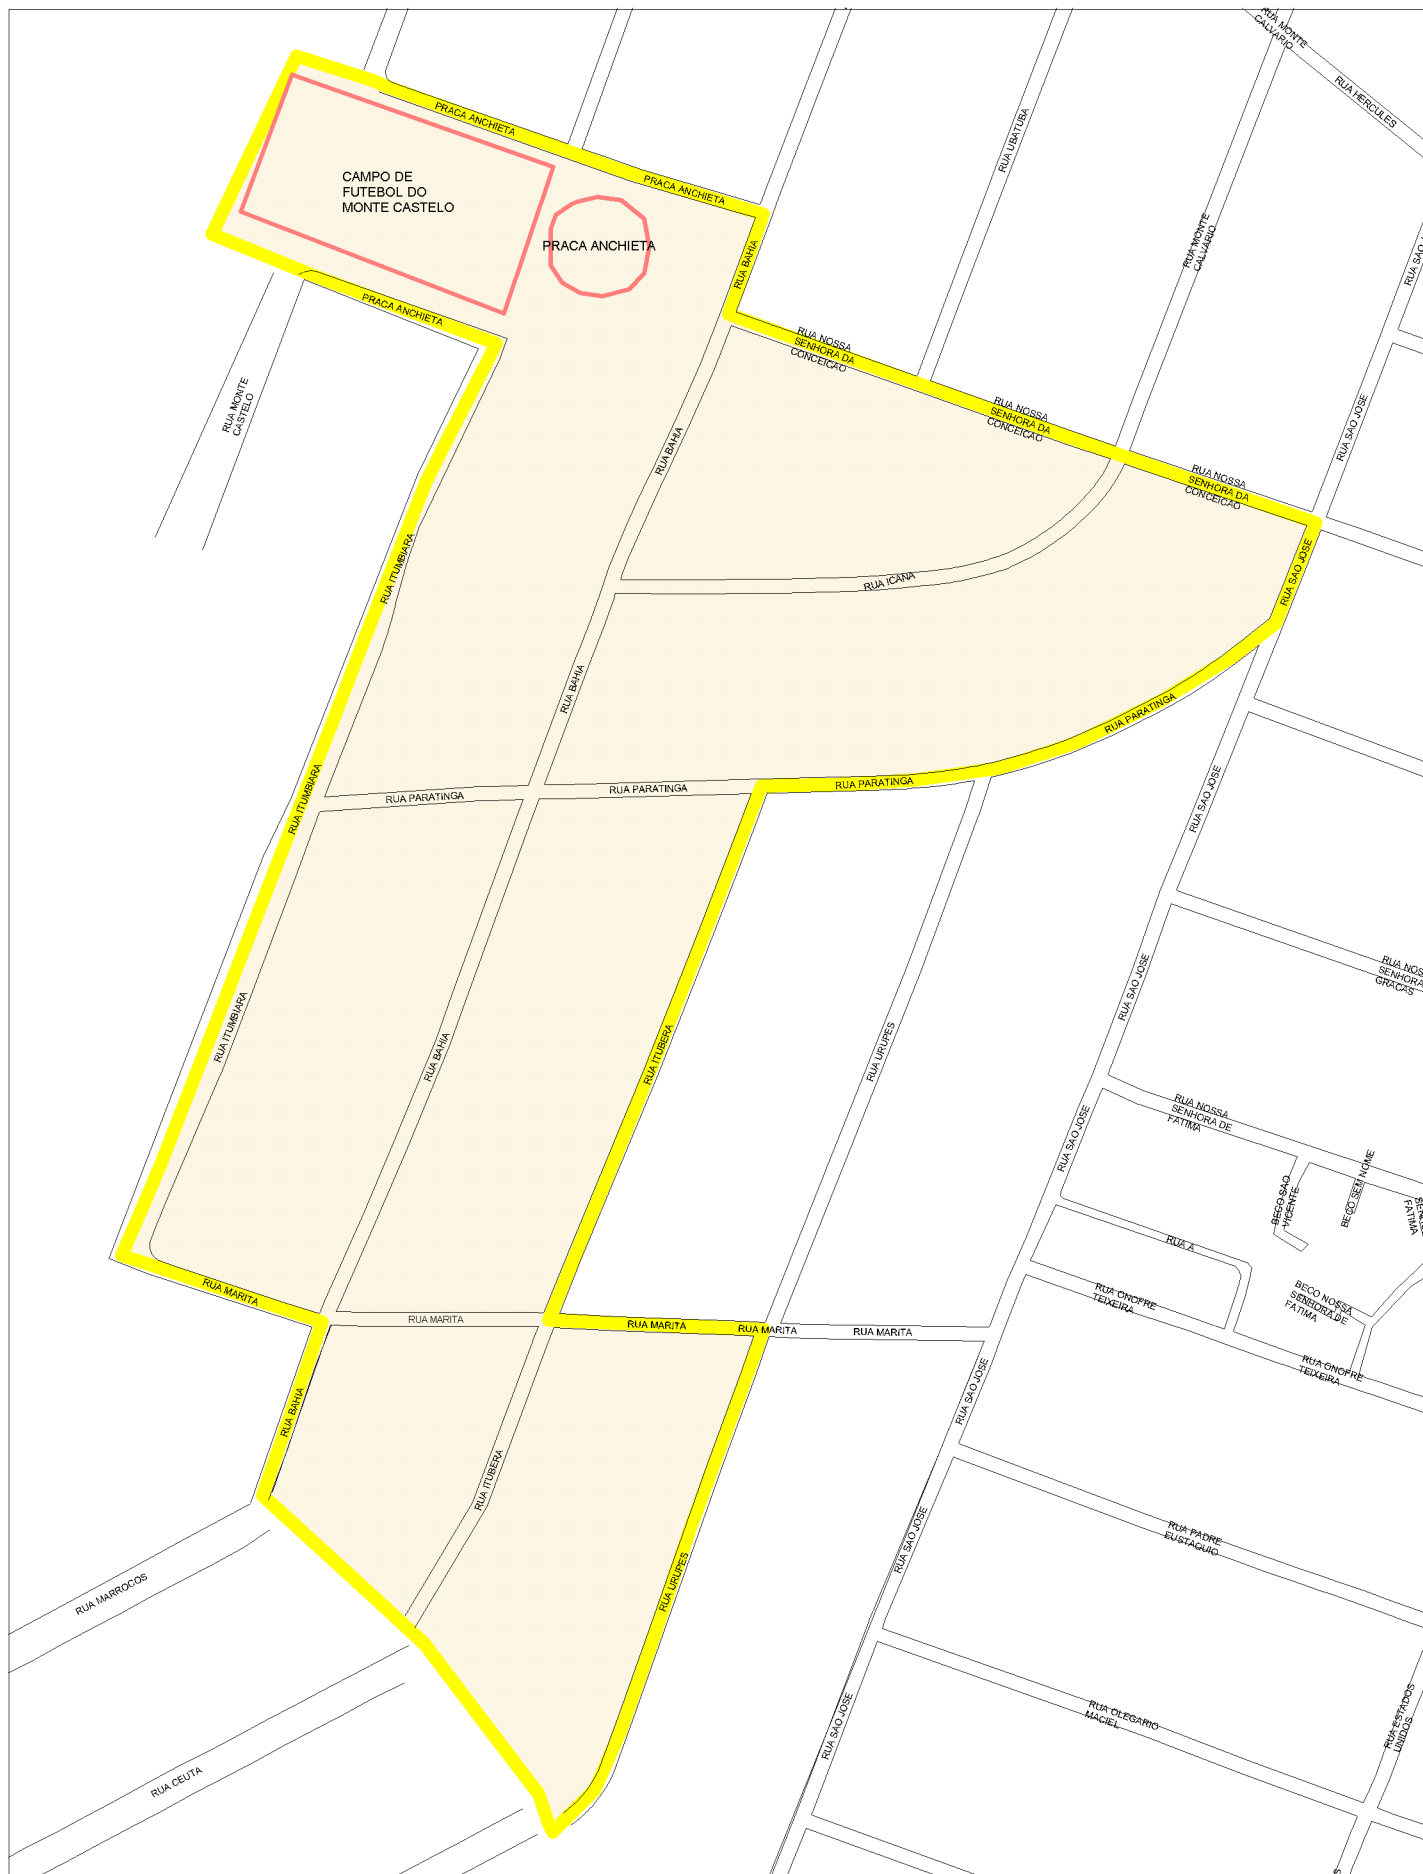 RUA MONTE
CALVARIO
RUA HERCULES
PRACA ANCHIETA
RUA UBATUBA
CAMPO DE
FUTEBOL DO
MONTE CASTELO
PRACA ANCHIETA
PRACA ANCHIETA
RUA BAHIA
RUA MONTE
CALVARIO
PRACA ANCHIETA
RUA NOSSA
SENHORA DA
CONCEICAO
RUA MONTE
CASTELO
RUA NOSSA
SENHORA DA
CONCEICAO
RUA SAO JOSE
RUA BAHIA
RUA NOSSA
SENHORA DA
CONCEICAO
RUA ITUMBIARA
RUA ICANA
RUA SAO JOSE
RUA BAHIA
RUA PARATINGA
RUA ITUMBIARA
RUA PARATINGA
RUA PARATINGA
RUA PARATINGA
RUA SAO JOSE
RUA SAO JOSE
RUA ITUMBIARA
RUA BAHIA
RUA ITUBERA
RUA URUPES
GRACAS
RUA NOSSA
SENHORA DE
FATIMA
RUA SAO JOSE
BECO SAO
VICENTE
BECO SEM NOME
FATIMA
RUA A
RUA MARITA
RUA ONOFRE
TEIXEIRA
BECO NOSSA
SENHORA DE
FATIMA
RUA MARITA
RUA MARITA
RUA MARITA
RUA MARITA
RUA ONOFRE
TEIXEIRA
RUA BAHIA
RUA SAO JOSE
RUA ITUBERA
RUA SAO JOSE
RUA PADRE
EUSTAQUIO
RUA MARROCOS
RUA URUPES
RUA SAO JOSE
RUA OLEGARIO
MACIEL
RUA ESTADOS
UNIDOS
RUA CEUTA